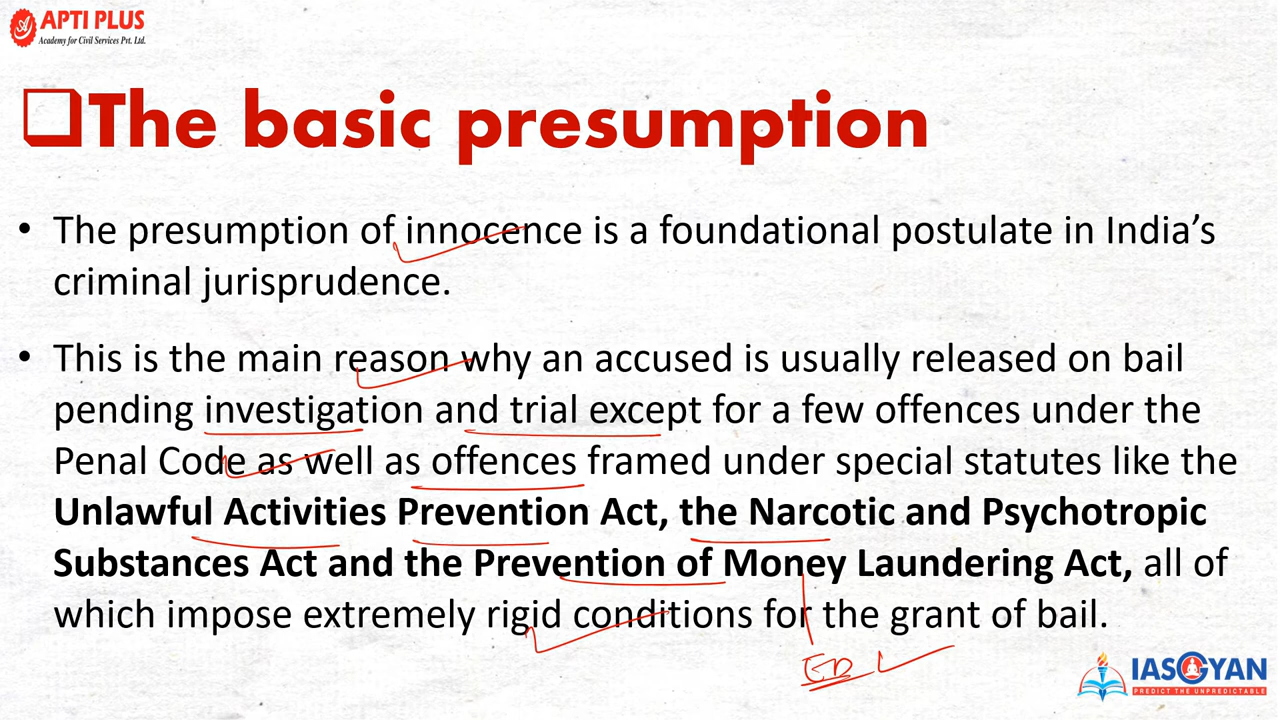 APTI PLUS
Academy for Civil Services Pvt. Ltd.
The basic presumption
• The presumption of innocence is a foundational postulate in India’s
criminal jurisprudence.
• This is the main reason why an accused is usually released on bail
pending investigation and trial except for a few offences under the
Penal Code as well as offences framed under special statutes like the
Unlawful Activities Prevention Act, the Narcotic and Psychotropic
Substances Act and the Prevention of Money Laundering Act, all of
which impose extremely rigid conditions for the grant of bail.
ED
IASGYAN
PREDICT THE UNPREDICTABLE